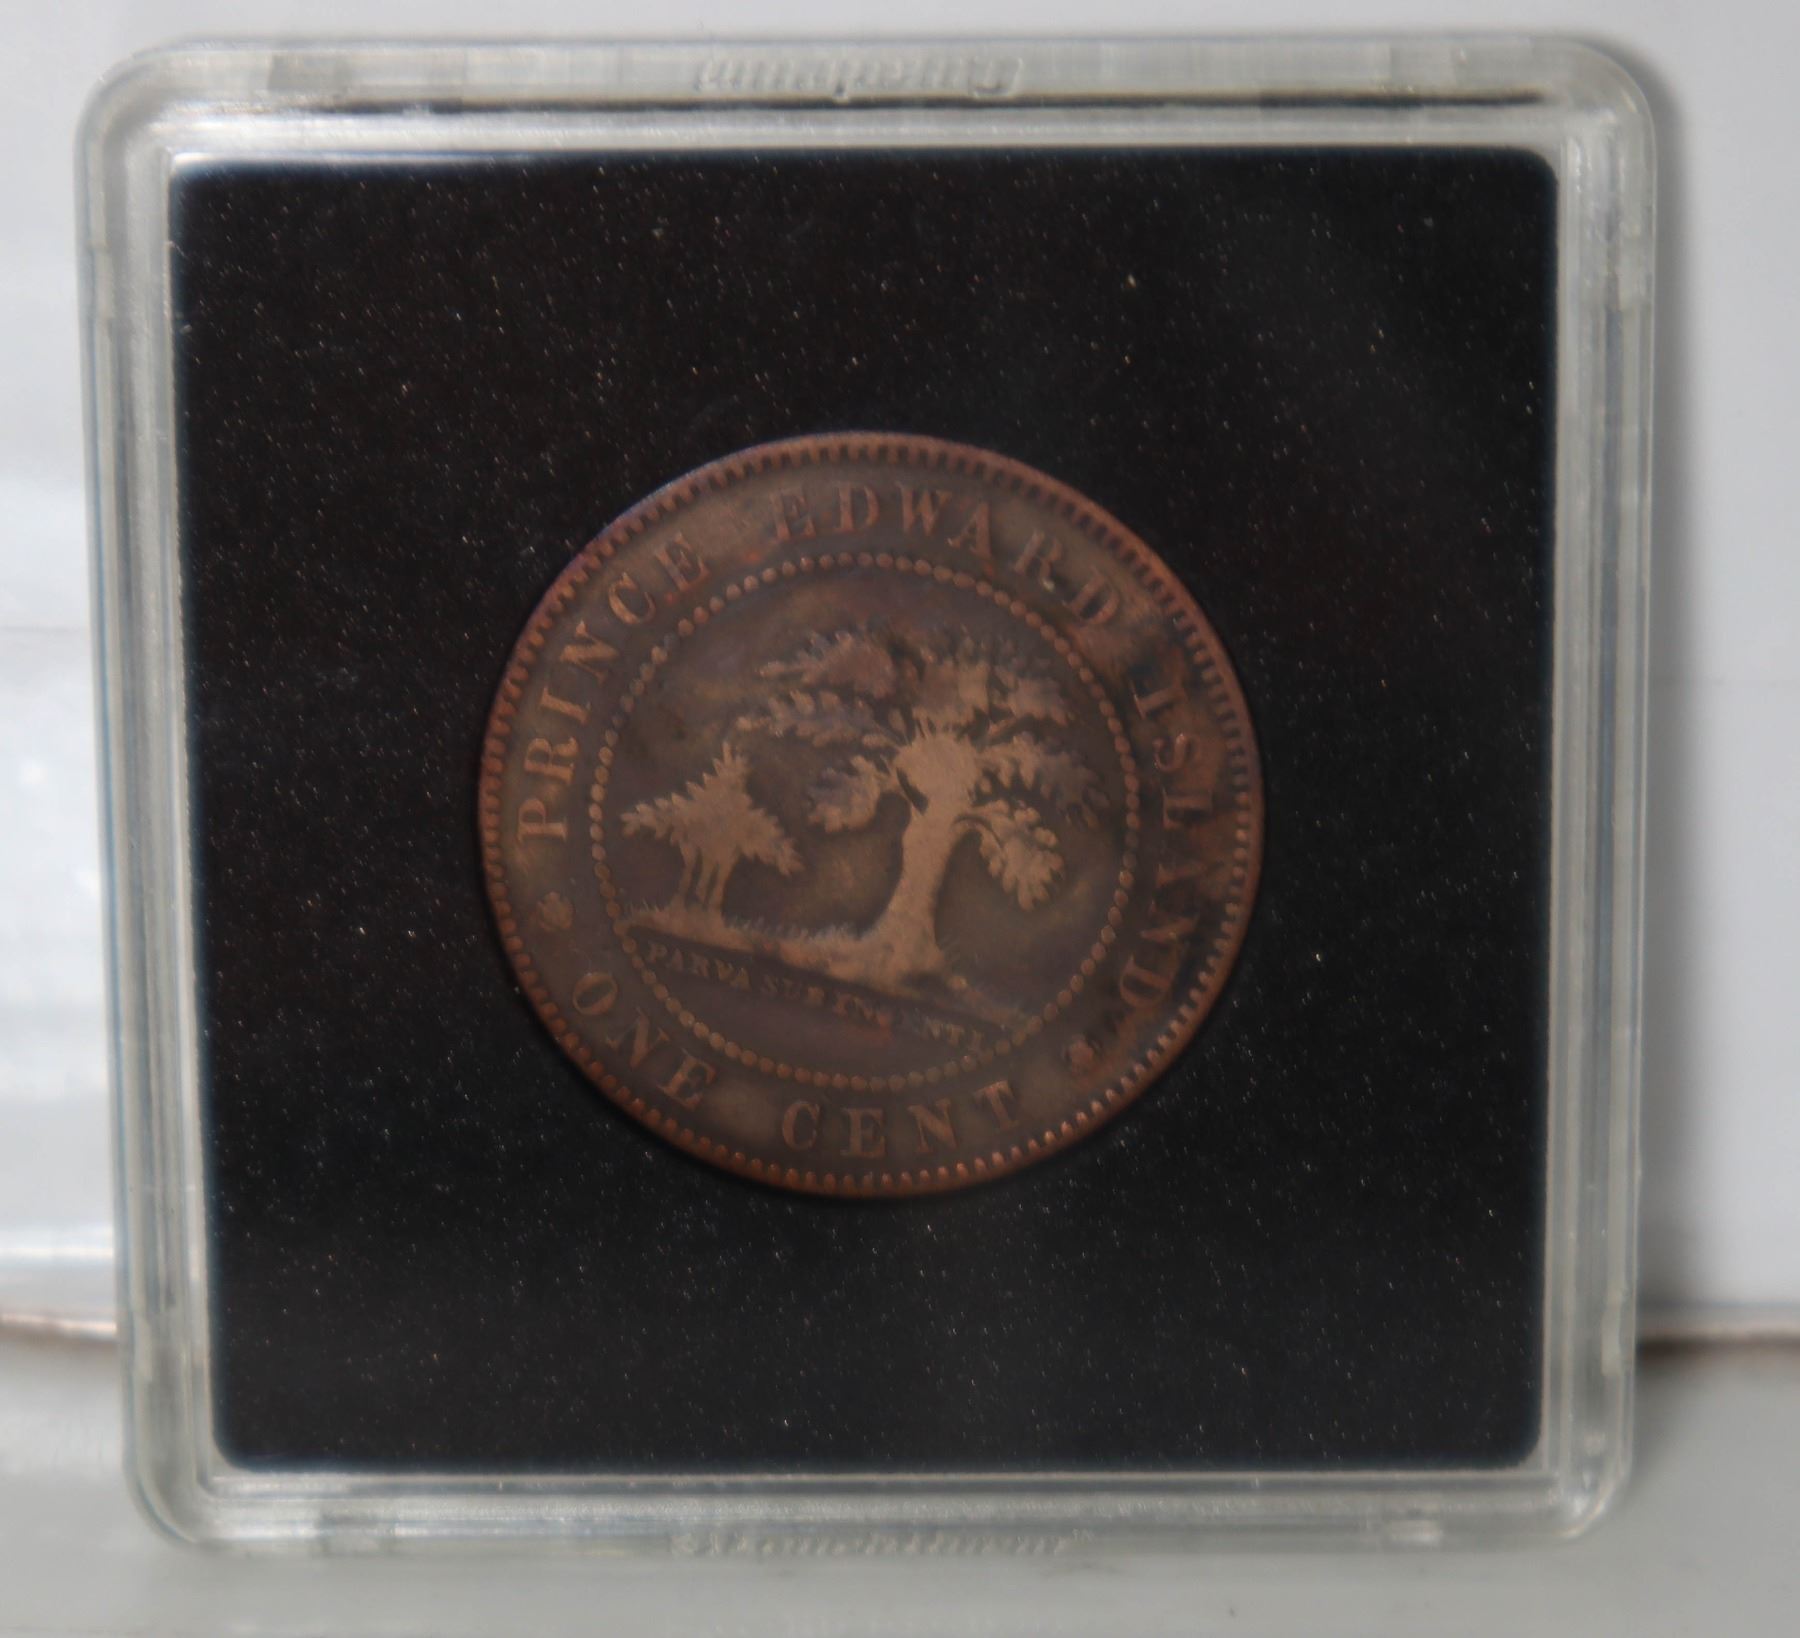 PRINCE EDWARD ISLAND
PARVA SUB INGENTI
ONE CENT